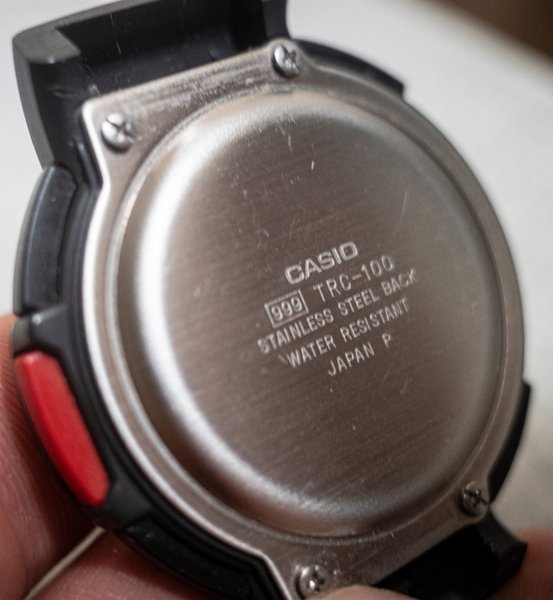 CASIO
999 TRC-100
STAINLESS STEEL BACK
WATER RESISTANT
JAPAN P